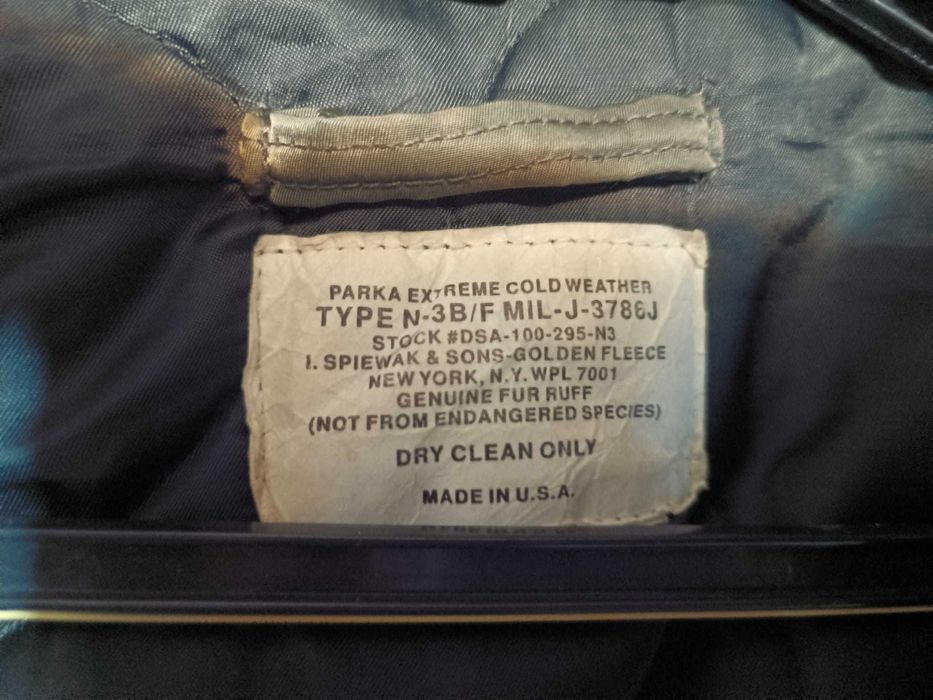 PARKA EXTREME COLD WEATHER
TYPE N-3B/F MIL-J-3786J
STOCK #DSA-100-295-N3
I. SPIEWAK & SONS-GOLDEN FLEECE
NEW YORK, N.Y. WPL 7001
GENUINE FUR RUFF
(NOT FROM ENDANGERED SPECIES)
DRY CLEAN ONLY
MADE IN U.S.A.